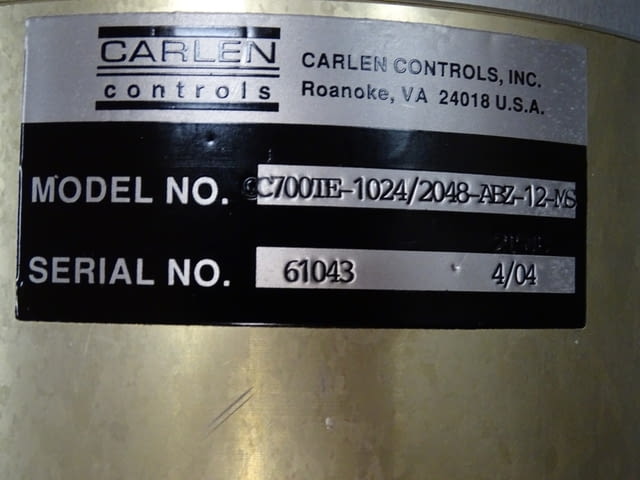 CARLEN
controls
CARLEN CONTROLS, INC.
Roanoke, VA 24018 U.S.A.
MODEL NO. CC700IE-1024/2048-ABZ-12-MS
SERIAL NO. 61043 4/04